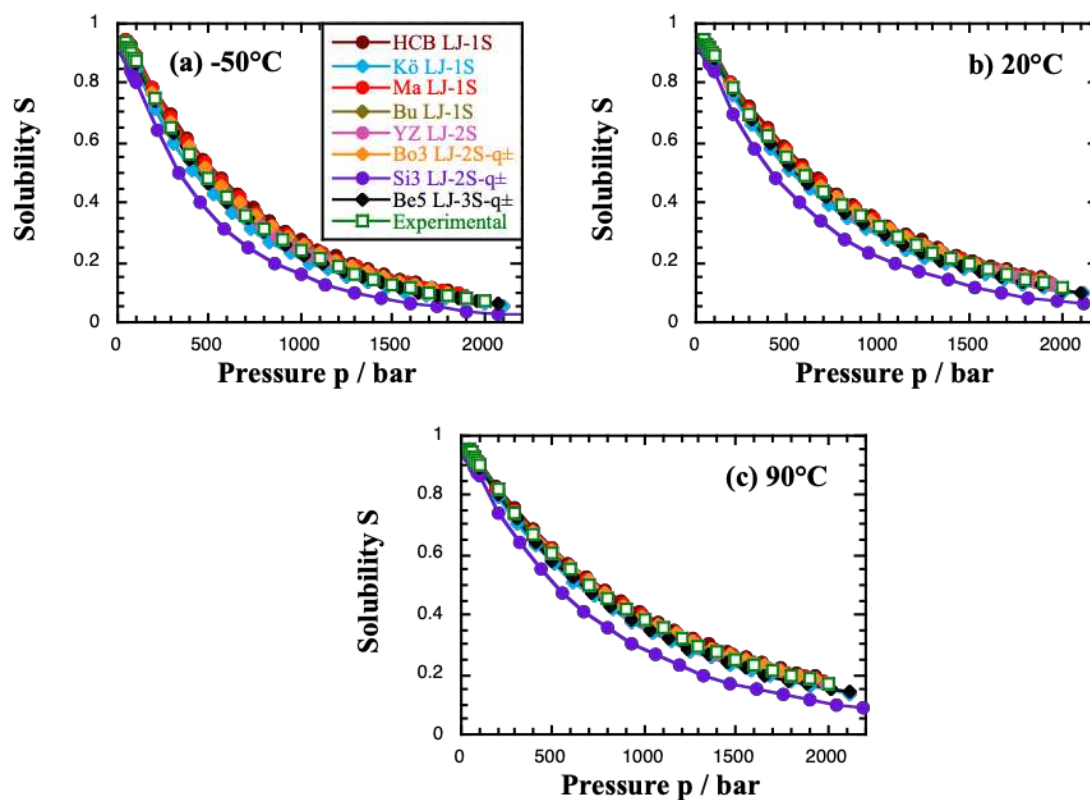 Solubility S
1
0.8
0.6
0.4
0.2
0
(a) -50°C
HCB LJ-1S
Kö LJ-1S
Ma LJ-1S
Bu LJ-1S
YZ LJ-2S
Bo3 LJ-2S-q±
Si3 LJ-2S-q±
Be5 LJ-3S-q±
Experimental
0 500 1000 1500 2000
Pressure p / bar
Solubility S
1
0.8
0.6
0.4
0.2
0
b) 20°C
0 500 1000 1500 2000
Pressure p / bar
Solubility S
1
0.8
0.6
0.4
0.2
0
(c) 90°C
0 500 1000 1500 2000
Pressure p / bar